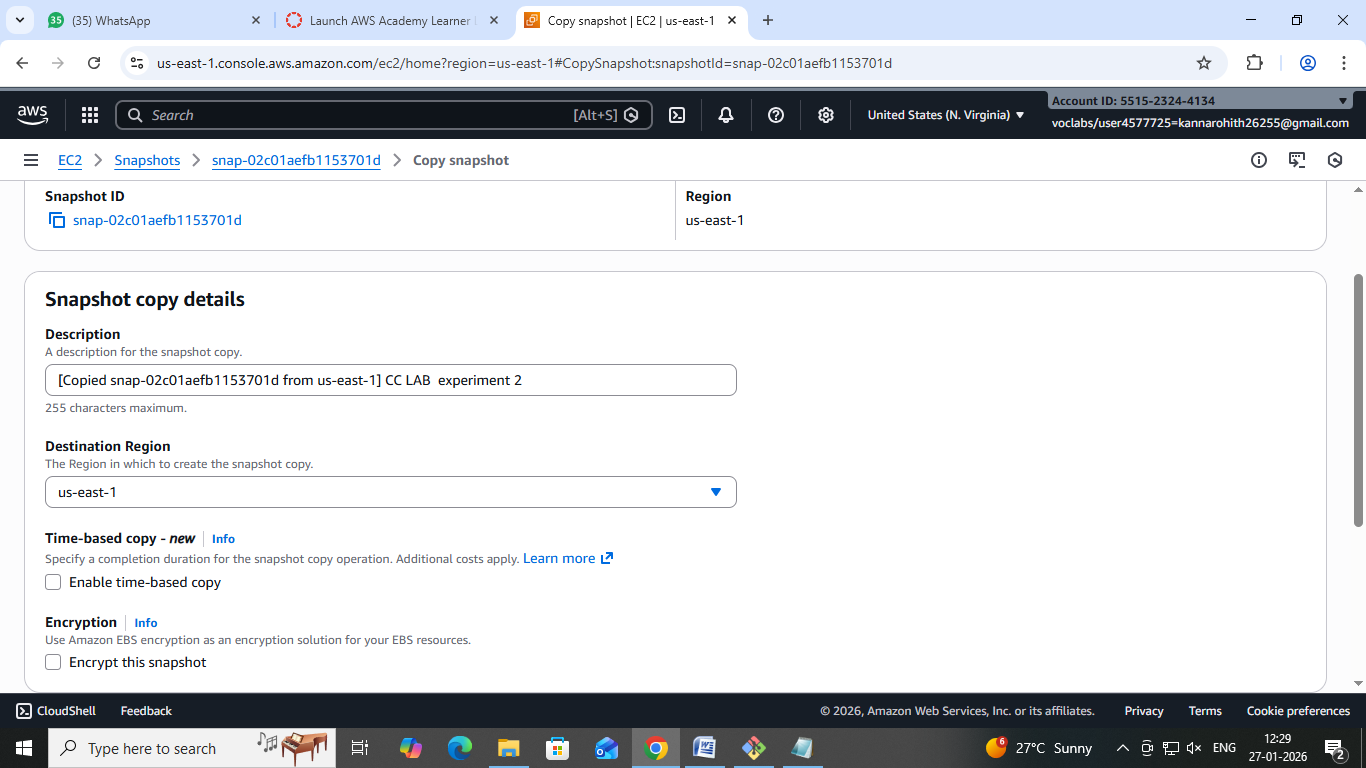 35 (35) WhatsApp
Launch AWS Academy Learner L
Copy snapshot | EC2 | us-east-1
us-east-1.console.aws.amazon.com/ec2/home?region=us-east-1#CopySnapshot:snapshotId=snap-02c01aefb1153701d
aws
Search [Alt+S]
United States (N. Virginia)
Account ID: 5515-2324-4134
voclabs/user4577725=kannarohith26255@gmail.com
EC2 > Snapshots > snap-02c01aefb1153701d > Copy snapshot
Snapshot ID
snap-02c01aefb1153701d
Region
us-east-1
Snapshot copy details
Description
A description for the snapshot copy.
[Copied snap-02c01aefb1153701d from us-east-1] CC LAB  experiment 2
255 characters maximum.
Destination Region
The Region in which to create the snapshot copy.
us-east-1
Time-based copy - new Info
Specify a completion duration for the snapshot copy operation. Additional costs apply. Learn more
Enable time-based copy
Encryption Info
Use Amazon EBS encryption as an encryption solution for your EBS resources.
Encrypt this snapshot
CloudShell Feedback © 2026, Amazon Web Services, Inc. or its affiliates. Privacy Terms Cookie preferences
Type here to search
6 27°C Sunny
ENG
12:29
27-01-2026
2